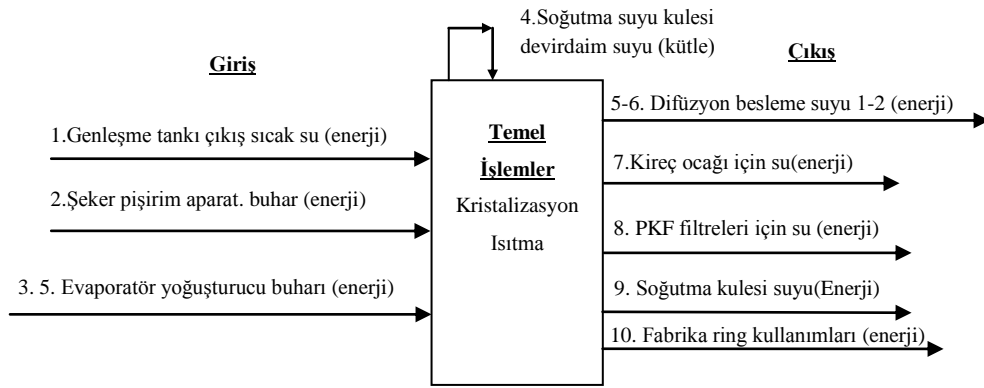 4.Soğutma suyu kulesi
devirdaim suyu (kütle)
Giriş
Çıkış
1.Genleşme tankı çıkış sıcak su (enerji)
2.Şeker pişirim aparat. buhar (enerji)
3. 5. Evaporatör yoğuşturucu buharı (enerji)
Temel
İşlemler
Kristalizasyon
Isıtma
5-6. Difüzyon besleme suyu 1-2 (enerji)
7.Kireç ocağı için su(enerji)
8. PKF filtreleri için su (enerji)
9. Soğutma kulesi suyu(Enerji)
10. Fabrika ring kullanımları (enerji)